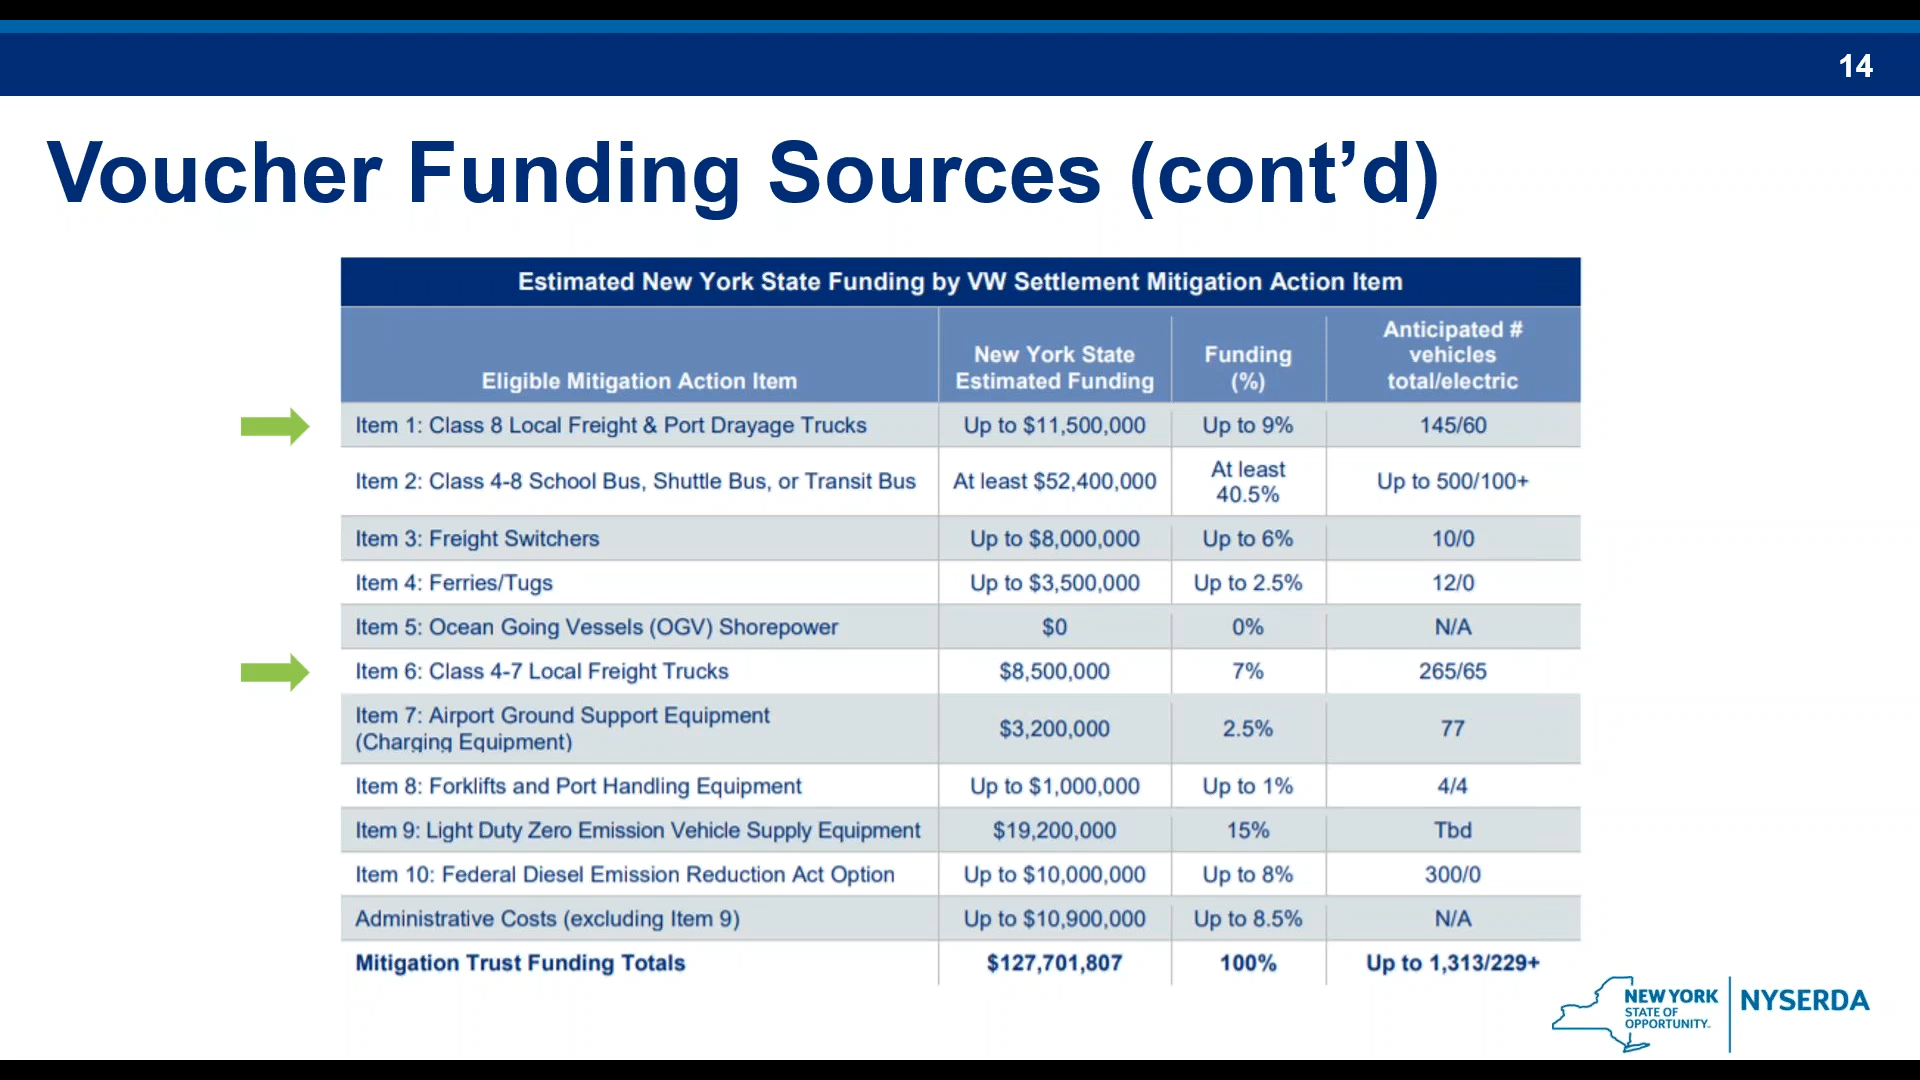 14
Voucher Funding Sources (cont’d)
Estimated New York State Funding by VW Settlement Mitigation Action Item
Eligible Mitigation Action Item
New York State
Estimated Funding
Funding
(%)
Anticipated #
vehicles
total/electric
Item 1: Class 8 Local Freight & Port Drayage Trucks Up to $11,500,000 Up to 9% 145/60
Item 2: Class 4-8 School Bus, Shuttle Bus, or Transit Bus At least $52,400,000 At least
40.5% Up to 500/100+
Item 3: Freight Switchers Up to $8,000,000 Up to 6% 10/0
Item 4: Ferries/Tugs Up to $3,500,000 Up to 2.5% 12/0
Item 5: Ocean Going Vessels (OGV) Shorepower $0 0% N/A
Item 6: Class 4-7 Local Freight Trucks $8,500,000 7% 265/65
Item 7: Airport Ground Support Equipment
(Charging Equipment) $3,200,000 2.5% 77
Item 8: Forklifts and Port Handling Equipment Up to $1,000,000 Up to 1% 4/4
Item 9: Light Duty Zero Emission Vehicle Supply Equipment $19,200,000 15% Tbd
Item 10: Federal Diesel Emission Reduction Act Option Up to $10,000,000 Up to 8% 300/0
Administrative Costs (excluding Item 9) Up to $10,900,000 Up to 8.5% N/A
Mitigation Trust Funding Totals $127,701,807 100% Up to 1,313/229+
NEW YORK
STATE OF
OPPORTUNITY.
NYSERDA